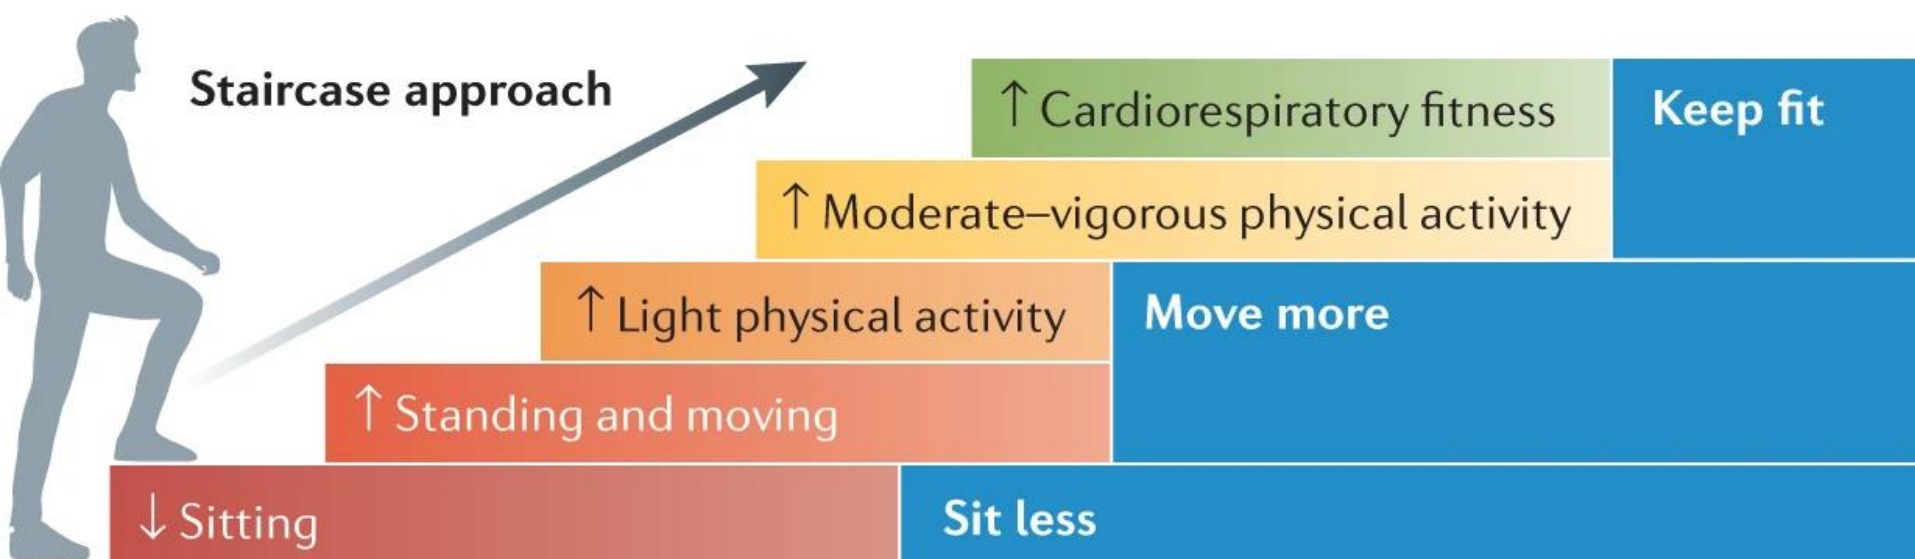 Staircase approach
↑ Cardiorespiratory fitness
Keep fit
↑ Moderate–vigorous physical activity
↑ Light physical activity
Move more
↑ Standing and moving
↓ Sitting
Sit less